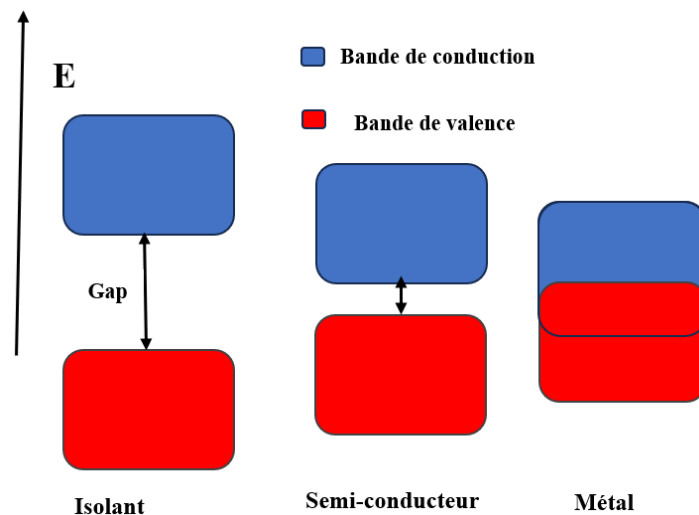 E
Bande de conduction
Bande de valence
Gap
Isolant
Semi-conducteur
Métal